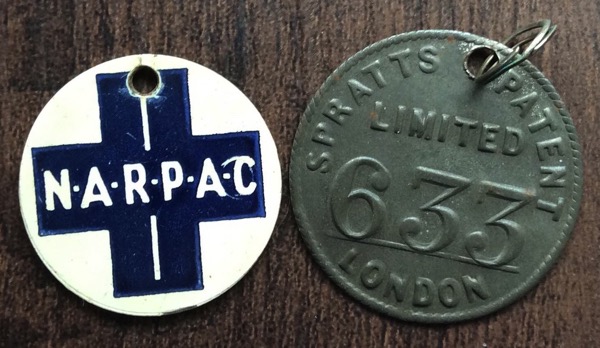 N·A·R·P·A·C
SPRATTS PATENT
LIMITED
633
LONDON